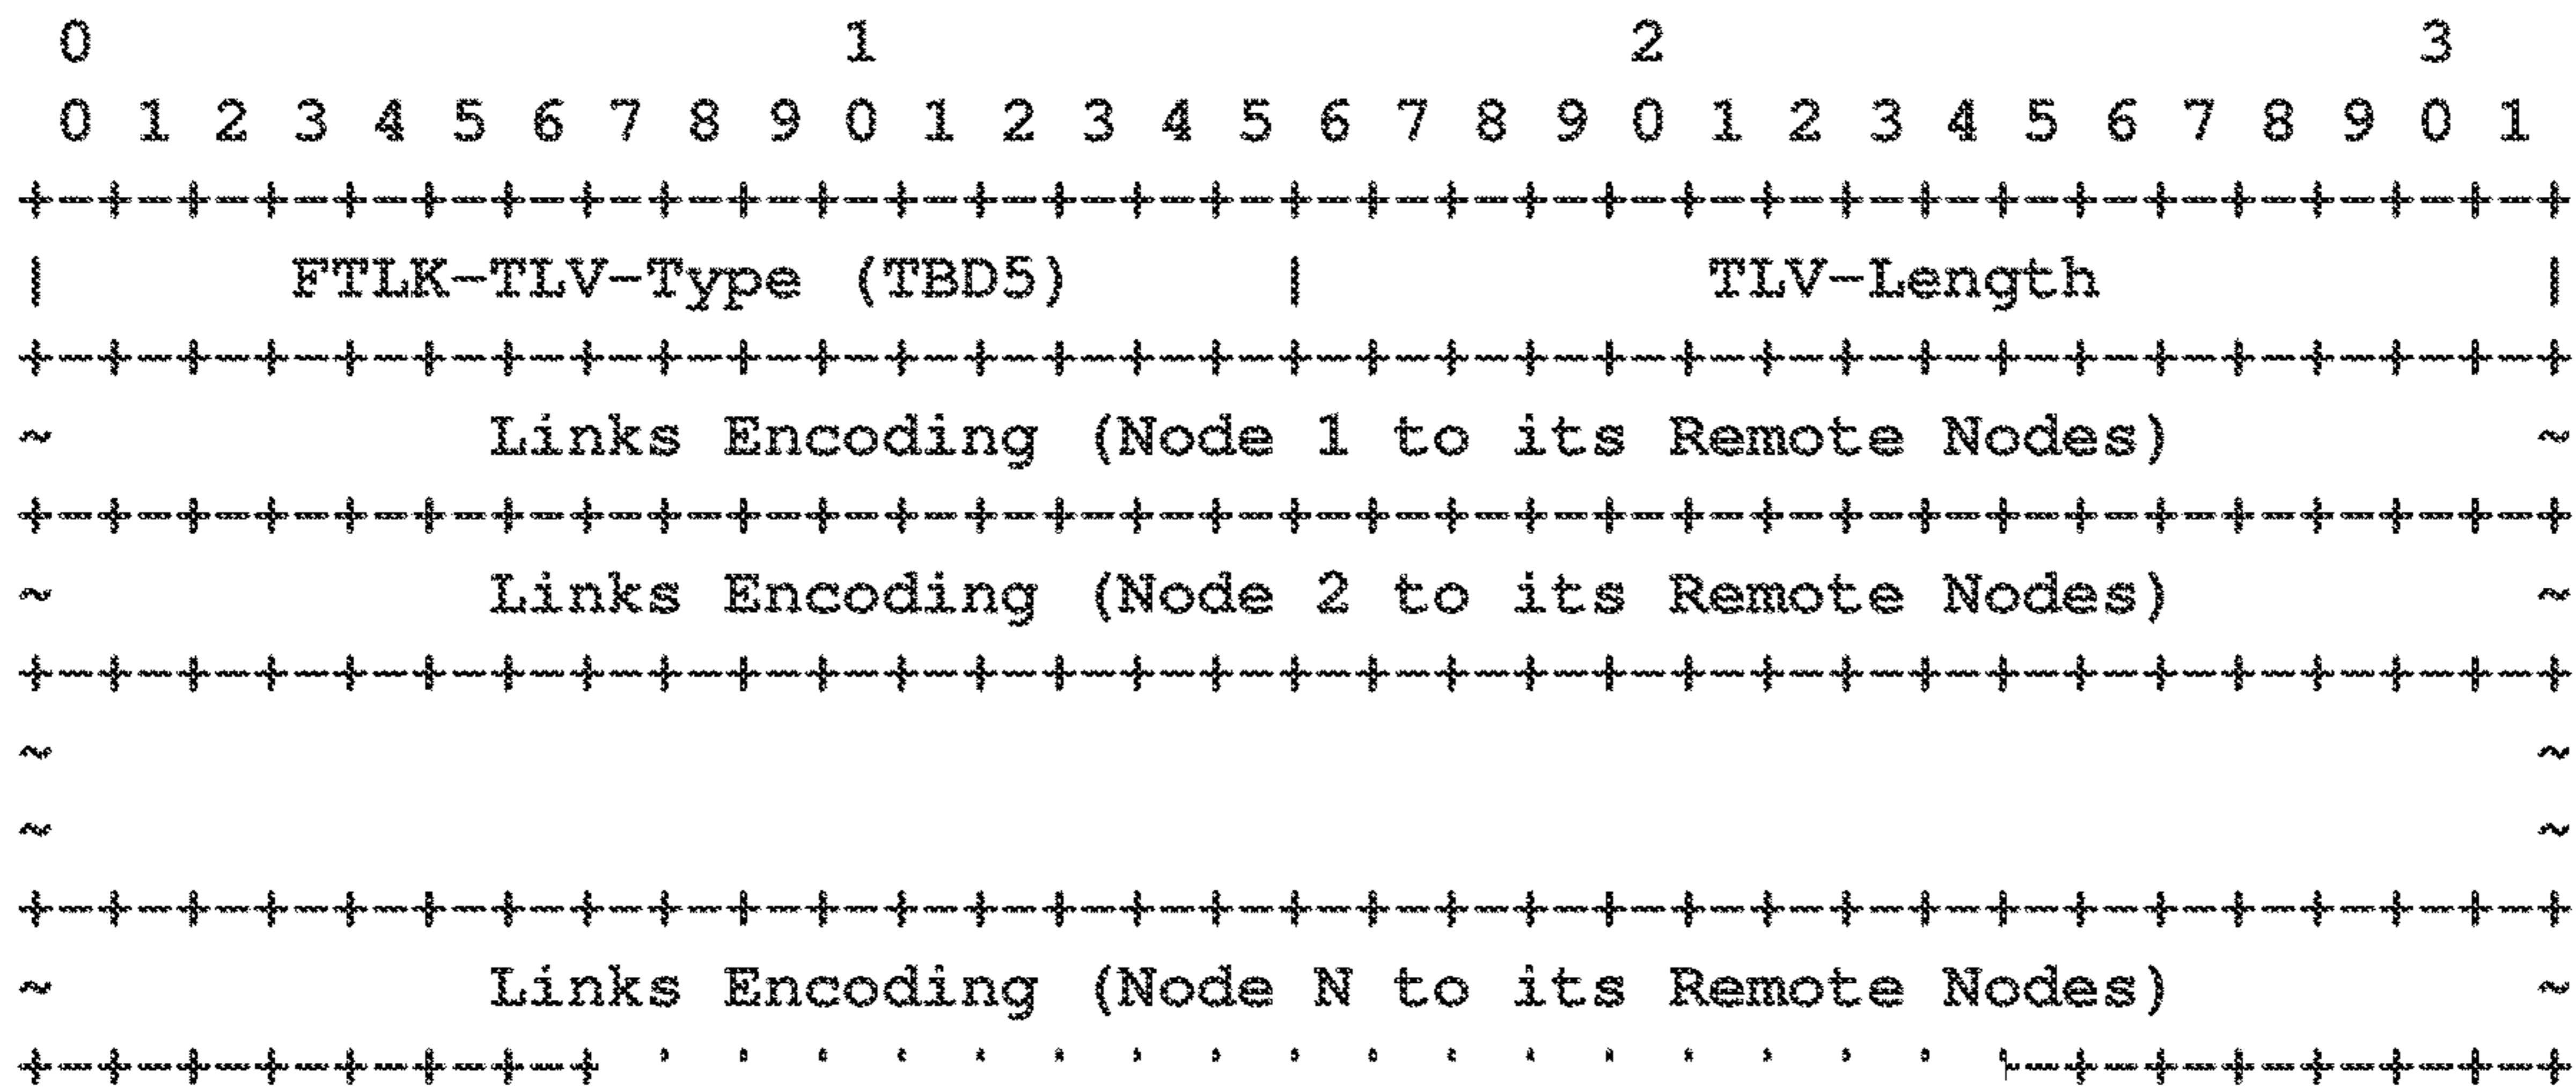 0                   1                   2                   3
 0 1 2 3 4 5 6 7 8 9 0 1 2 3 4 5 6 7 8 9 0 1 2 3 4 5 6 7 8 9 0 1
+-+-+-+-+-+-+-+-+-+-+-+-+-+-+-+-+-+-+-+-+-+-+-+-+-+-+-+-+-+-+-+-+
|      FTLK-TLV-Type (TBD5)     |          TLV-Length           |
+-+-+-+-+-+-+-+-+-+-+-+-+-+-+-+-+-+-+-+-+-+-+-+-+-+-+-+-+-+-+-+-+
~           Links Encoding (Node 1 to its Remote Nodes)         ~
+-+-+-+-+-+-+-+-+-+-+-+-+-+-+-+-+-+-+-+-+-+-+-+-+-+-+-+-+-+-+-+-+
~           Links Encoding (Node 2 to its Remote Nodes)         ~
+-+-+-+-+-+-+-+-+-+-+-+-+-+-+-+-+-+-+-+-+-+-+-+-+-+-+-+-+-+-+-+-+
~                                                               ~
~                                                               ~
+-+-+-+-+-+-+-+-+-+-+-+-+-+-+-+-+-+-+-+-+-+-+-+-+-+-+-+-+-+-+-+-+
~           Links Encoding (Node N to its Remote Nodes)         ~
+-+-+-+-+-+-+-+                                   -+-+-+-+-+-+-+